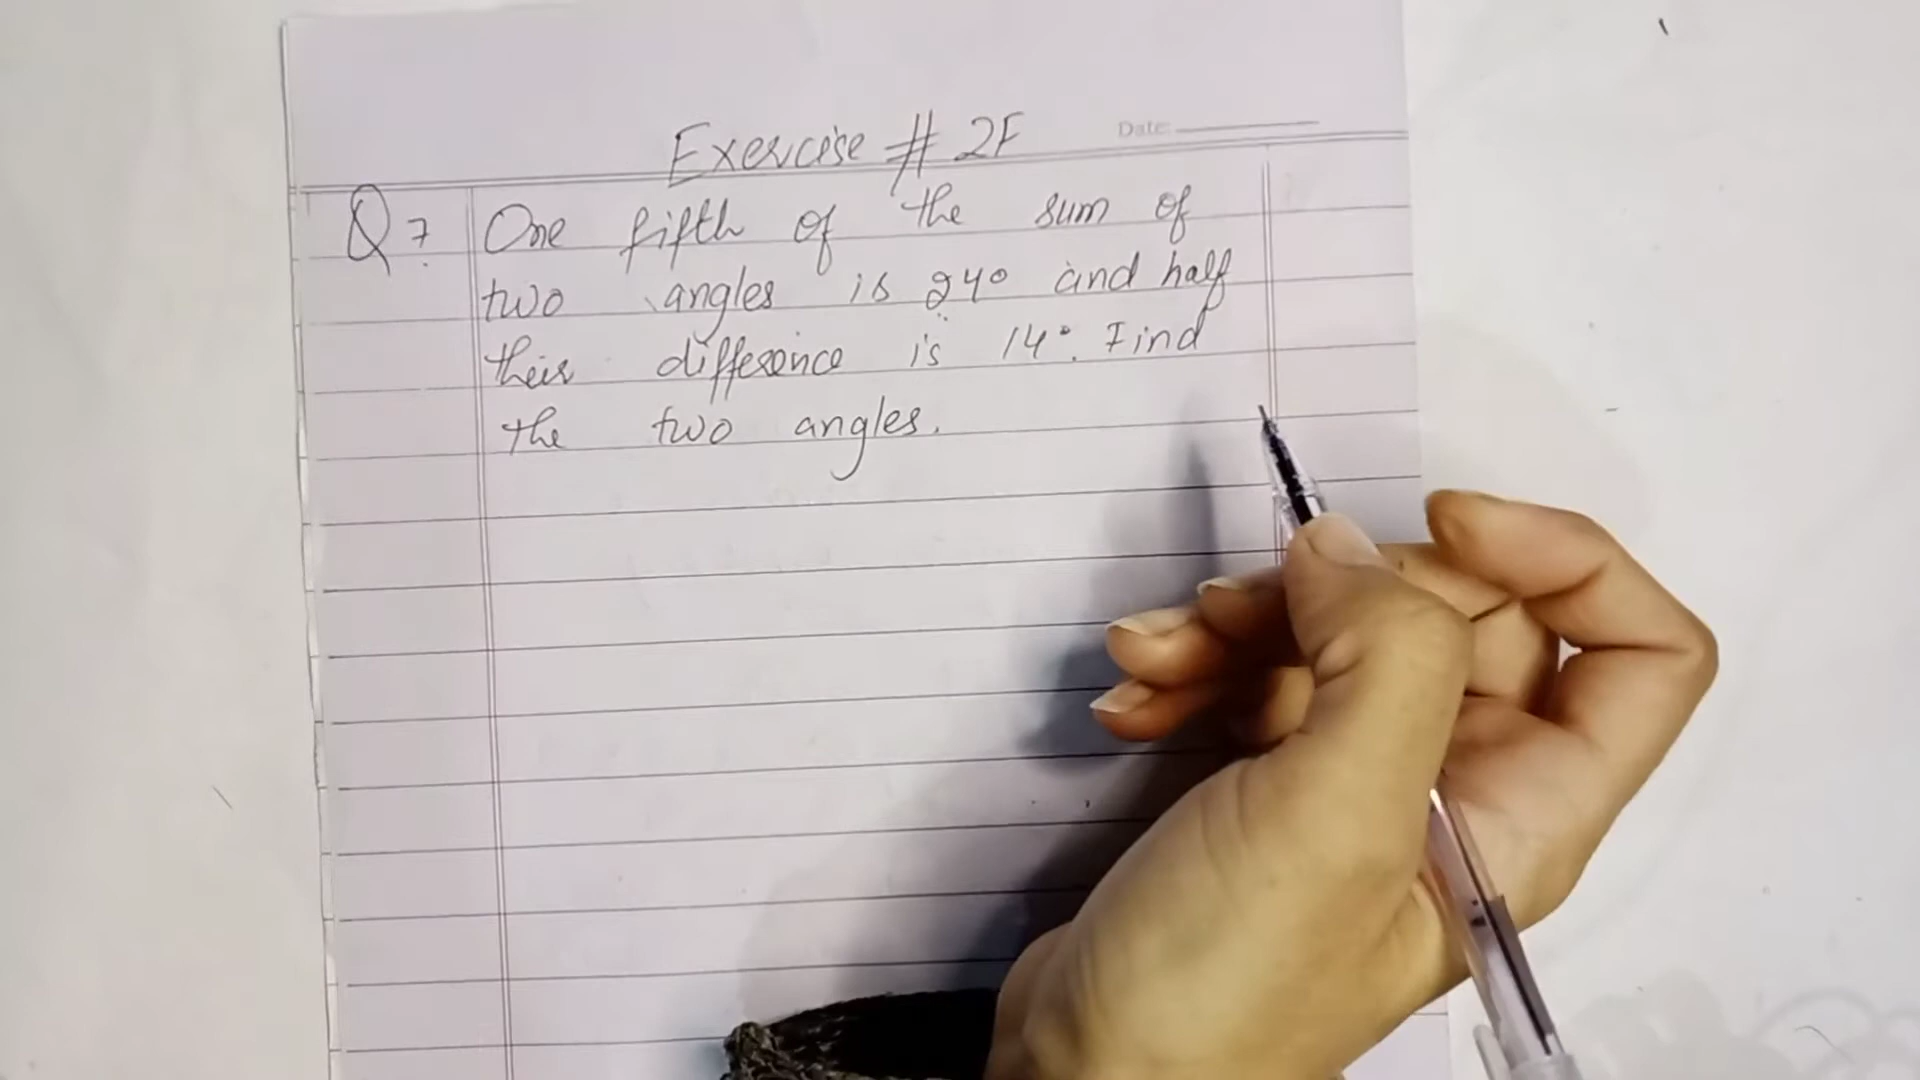 Exercise # 2F
Date:
Q 7 One fifth of the sum of
two angles is 24° and half
their difference is 14°. Find
the two angles.